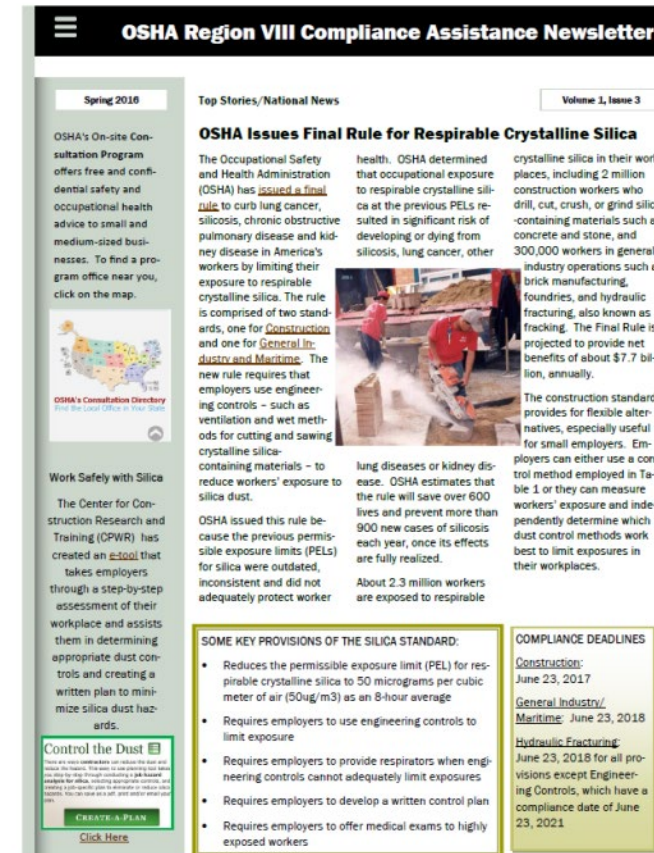 OSHA Region VIII Compliance Assistance Newsletter
Spring 2016
OSHA's On-site Con-
sultation Program
offers free and confi-
dential safety and
occupational health
advice to small and
medium-sized busi-
nesses. To find a pro-
gram office near you,
click on the map.
OSHA's Consultation Directory
Find the Local Office in Your State
Work Safely with Silica
The Center for Con-
struction Research and
Training (CPWR) has
created an e-tool that
takes employers
through a step-by-step
assessment of their
workplace and assists
them in determining
appropriate dust con-
trols and creating a
written plan to mini-
mize silica dust haz-
ards.
Control the Dust
CREATE-A-PLAN
Click Here
Top Stories/National News
Volume 1, Issue 3
OSHA Issues Final Rule for Respirable Crystalline Silica
The Occupational Safety
and Health Administration
(OSHA) has issued a final
rule to curb lung cancer,
silicosis, chronic obstructive
pulmonary disease and kid-
ney disease in America's
workers by limiting their
exposure to respirable
crystalline silica. The rule
is comprised of two stand-
ards, one for Construction
and one for General In-
dustry and Maritime. The
new rule requires that
employers use engineer-
ing controls – such as
ventilation and wet meth-
ods for cutting and sawing
crystalline silica-
containing materials – to
reduce workers' exposure to
silica dust.
OSHA issued this rule be-
cause the previous permis-
sible exposure limits (PELs)
for silica were outdated,
inconsistent and did not
adequately protect worker
health. OSHA determined
that occupational exposure
to respirable crystalline sili-
ca at the previous PELs re-
sulted in significant risk of
developing or dying from
silicosis, lung cancer, other
lung diseases or kidney dis-
ease. OSHA estimates that
the rule will save over 600
lives and prevent more than
900 new cases of silicosis
each year, once its effects
are fully realized.
About 2.3 million workers
are exposed to respirable
crystalline silica in their work
places, including 2 million
construction workers who
drill, cut, crush, or grind silic
-containing materials such a
concrete and stone, and
300,000 workers in general
industry operations such a
brick manufacturing,
foundries, and hydraulic
fracturing, also known as
fracking. The Final Rule is
projected to provide net
benefits of about $7.7 bil-
lion, annually.
The construction standard
provides for flexible alter-
natives, especially useful
for small employers. Em-
ployers can either use a con
trol method employed in Ta-
ble 1 or they can measure
workers' exposure and inde-
pendently determine which
dust control methods work
best to limit exposures in
their workplaces.
SOME KEY PROVISIONS OF THE SILICA STANDARD:
• Reduces the permissible exposure limit (PEL) for res-
pirable crystalline silica to 50 micrograms per cubic
meter of air (50ug/m3) as an 8-hour average
• Requires employers to use engineering controls to
limit exposure
• Requires employers to provide respirators when engi-
neering controls cannot adequately limit exposures
• Requires employers to develop a written control plan
• Requires employers to offer medical exams to highly
exposed workers
COMPLIANCE DEADLINES
Construction:
June 23, 2017
General Industry/
Maritime: June 23, 2018
Hydraulic Fracturing:
June 23, 2018 for all pro-
visions except Engineer-
ing Controls, which have a
compliance date of June
23, 2021